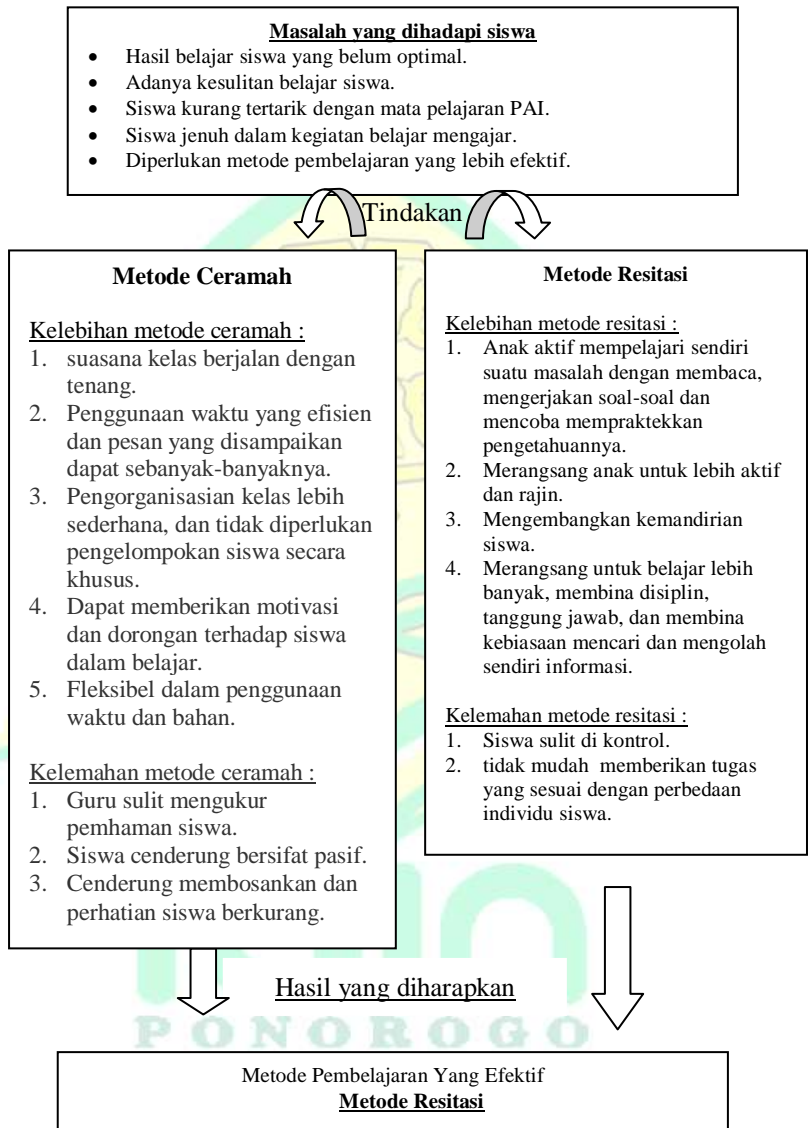 Masalah yang dihadapi siswa
• Hasil belajar siswa yang belum optimal.
• Adanya kesulitan belajar siswa.
• Siswa kurang tertarik dengan mata pelajaran PAI.
• Siswa jenuh dalam kegiatan belajar mengajar.
• Diperlukan metode pembelajaran yang lebih efektif.
Tindakan
Metode Ceramah
Kelebihan metode ceramah :
1. suasana kelas berjalan dengan
tenang.
2. Penggunaan waktu yang efisien
dan pesan yang disampaikan
dapat sebanyak-banyaknya.
3. Pengorganisasian kelas lebih
sederhana, dan tidak diperlukan
pengelompokan siswa secara
khusus.
4. Dapat memberikan motivasi
dan dorongan terhadap siswa
dalam belajar.
5. Fleksibel dalam penggunaan
waktu dan bahan.
Kelemahan metode ceramah :
1. Guru sulit mengukur
pemhaman siswa.
2. Siswa cenderung bersifat pasif.
3. Cenderung membosankan dan
perhatian siswa berkurang.
Metode Resitasi
Kelebihan metode resitasi :
1. Anak aktif mempelajari sendiri
suatu masalah dengan membaca,
mengerjakan soal-soal dan
mencoba mempraktekkan
pengetahuannya.
2. Merangsang anak untuk lebih aktif
dan rajin.
3. Mengembangkan kemandirian
siswa.
4. Merangsang untuk belajar lebih
banyak, membina disiplin,
tanggung jawab, dan membina
kebiasaan mencari dan mengolah
sendiri informasi.
Kelemahan metode resitasi :
1. Siswa sulit di kontrol.
2. tidak mudah memberikan tugas
yang sesuai dengan perbedaan
individu siswa.
Hasil yang diharapkan
PONOROGO
Metode Pembelajaran Yang Efektif
Metode Resitasi